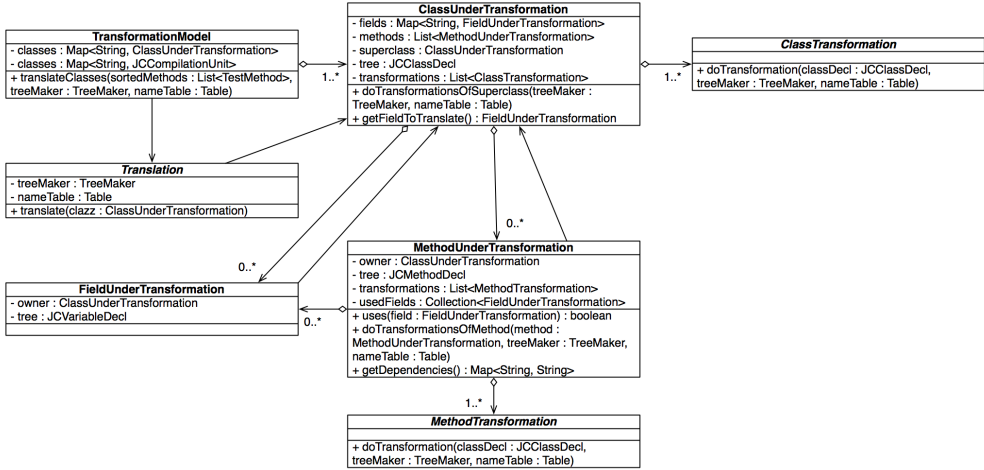 TransformationModel
- classes : Map<String, ClassUnderTransformation>
- classes : Map<String, JCCompilationUnit>
+ translateClasses(sortedMethods : List<TestMethod>,
treeMaker : TreeMaker, nameTable : Table)
1..*
ClassUnderTransformation
- fields : Map<String, FieldUnderTransformation>
- methods : List<MethodUnderTransformation>
- superclass : ClassUnderTransformation
- tree : JCClassDecl
- transformations : List<ClassTransformation>
+ doTransformationsOfSuperclass(treeMaker :
TreeMaker, nameTable : Table)
+ getFieldToTranslate() : FieldUnderTransformation
1..*
ClassTransformation
+ doTransformation(classDecl : JCClassDecl,
treeMaker : TreeMaker, nameTable : Table)
Translation
- treeMaker : TreeMaker
- nameTable : Table
+ translate(clazz : ClassUnderTransformation)
0..*
0..*
FieldUnderTransformation
- owner : ClassUnderTransformation
- tree : JCVariableDecl
0..*
MethodUnderTransformation
- owner : ClassUnderTransformation
- tree : JCMethodDecl
- transformations : List<MethodTransformation>
- usedFields : Collection<FieldUnderTransformation>
+ uses(field : FieldUnderTransformation) : boolean
+ doTransformationsOfMethod(method :
MethodUnderTransformation, treeMaker : TreeMaker,
nameTable : Table)
+ getDependencies() : Map<String, String>
1..*
MethodTransformation
+ doTransformation(classDecl : JCClassDecl,
treeMaker : TreeMaker, nameTable : Table)